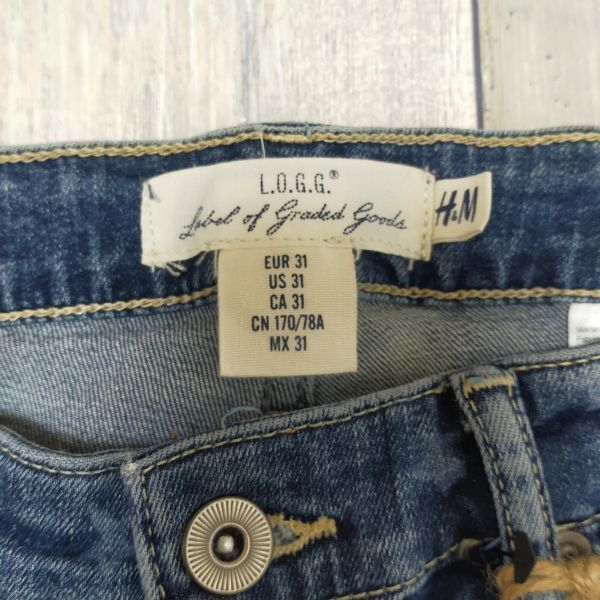 L.O.G.G.®
Label of Graded Goods
H&M
EUR 31
US 31
CA 31
CN 170/78A
MX 31